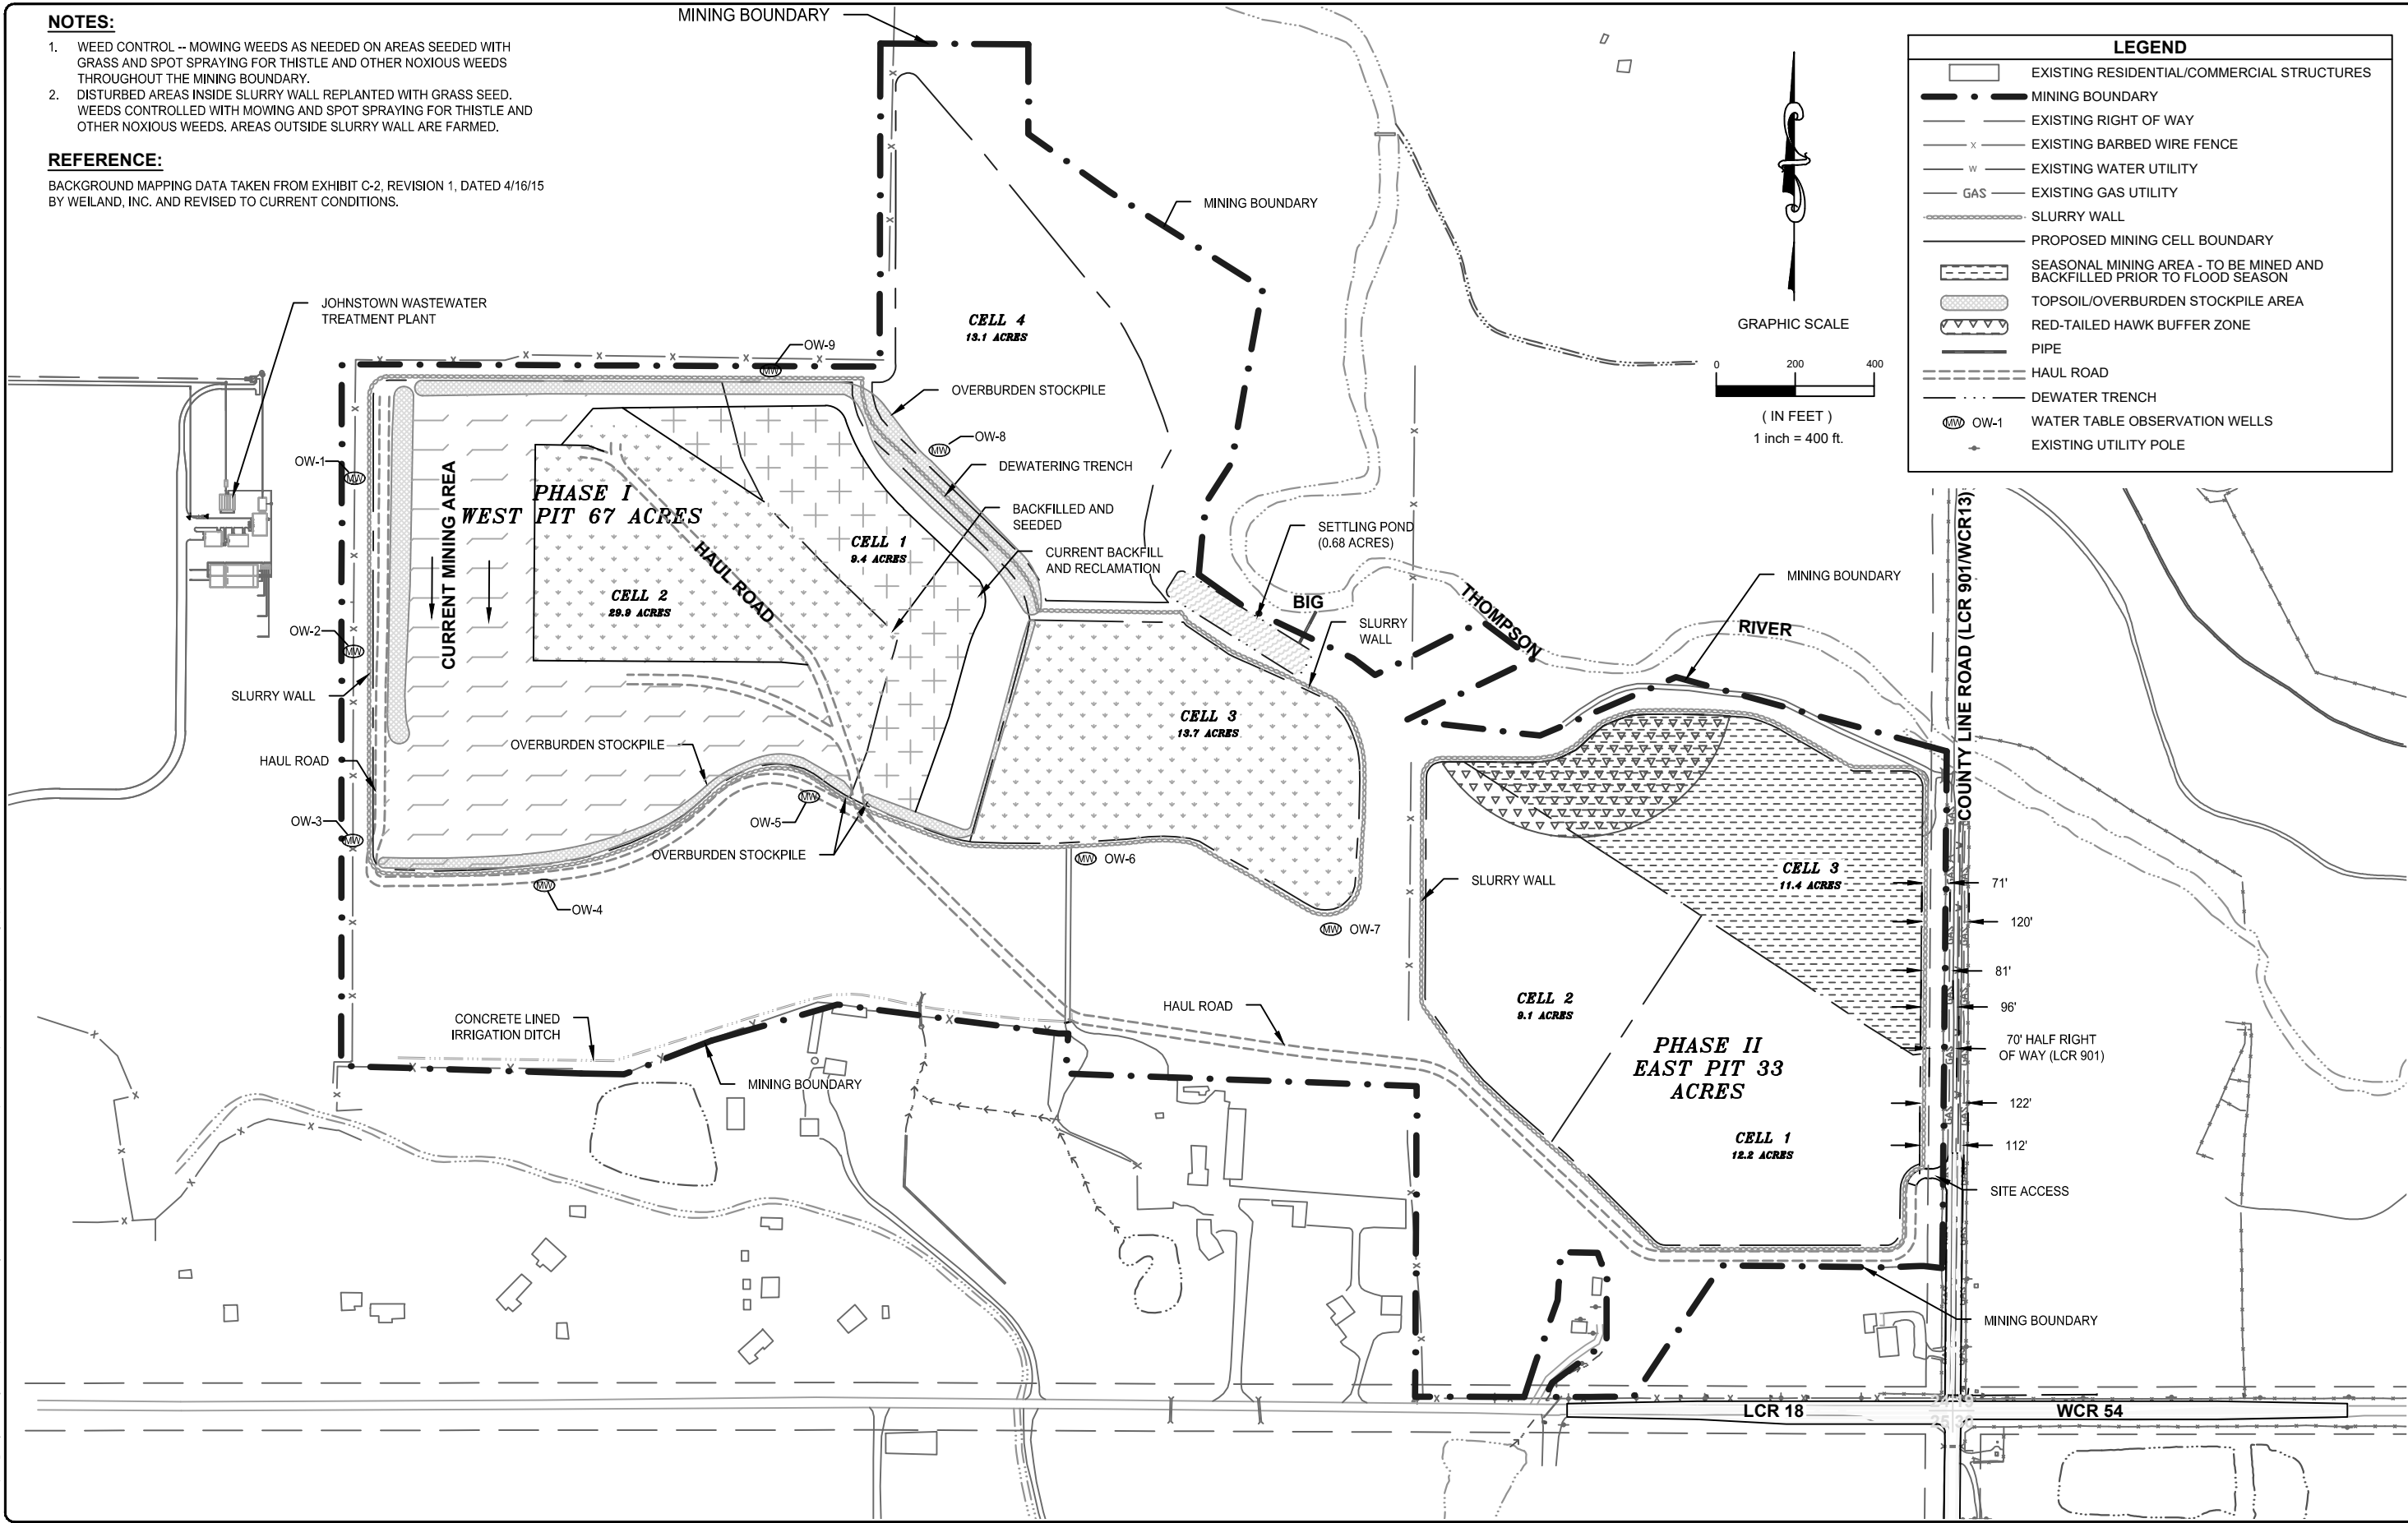 NOTES:
1. WEED CONTROL -- MOWING WEEDS AS NEEDED ON AREAS SEEDED WITH
GRASS AND SPOT SPRAYING FOR THISTLE AND OTHER NOXIOUS WEEDS
THROUGHOUT THE MINING BOUNDARY.
2. DISTURBED AREAS INSIDE SLURRY WALL REPLANTED WITH GRASS SEED.
WEEDS CONTROLLED WITH MOWING AND SPOT SPRAYING FOR THISTLE AND
OTHER NOXIOUS WEEDS. AREAS OUTSIDE SLURRY WALL ARE FARMED.
REFERENCE:
BACKGROUND MAPPING DATA TAKEN FROM EXHIBIT C-2, REVISION 1, DATED 4/16/15
BY WEILAND, INC. AND REVISED TO CURRENT CONDITIONS.
MINING BOUNDARY
MINING BOUNDARY
GRAPHIC SCALE
0 200 400
( IN FEET )
1 inch = 400 ft.
LEGEND
EXISTING RESIDENTIAL/COMMERCIAL STRUCTURES
MINING BOUNDARY
EXISTING RIGHT OF WAY
X EXISTING BARBED WIRE FENCE
W EXISTING WATER UTILITY
GAS EXISTING GAS UTILITY
SLURRY WALL
PROPOSED MINING CELL BOUNDARY
SEASONAL MINING AREA - TO BE MINED AND
BACKFILLED PRIOR TO FLOOD SEASON
TOPSOIL/OVERBURDEN STOCKPILE AREA
RED-TAILED HAWK BUFFER ZONE
PIPE
HAUL ROAD
DEWATER TRENCH
MW OW-1 WATER TABLE OBSERVATION WELLS
EXISTING UTILITY POLE
JOHNSTOWN WASTEWATER
TREATMENT PLANT
CELL 4
13.1 ACRES
OW-9
MW
OVERBURDEN STOCKPILE
OW-8
MW
DEWATERING TRENCH
OW-1
MW
CURRENT MINING AREA
PHASE I
WEST PIT 67 ACRES
BACKFILLED AND
SEEDED
CELL 1
9.4 ACRES
CURRENT BACKFILL
AND RECLAMATION
HAUL ROAD
CELL 2
29.9 ACRES
SETTLING POND
(0.68 ACRES)
BIG
THOMPSON
RIVER
MINING BOUNDARY
COUNTY LINE ROAD (LCR 901/WCR13)
OW-2
MW
SLURRY
WALL
SLURRY WALL
CELL 3
13.7 ACRES
OVERBURDEN STOCKPILE
HAUL ROAD
OW-3
MW
OW-5
MW
OVERBURDEN STOCKPILE
MW OW-6
MW
OW-4
MW OW-7
SLURRY WALL
CELL 3
11.4 ACRES
71'
120'
81'
96'
70' HALF RIGHT
OF WAY (LCR 901)
122'
112'
CELL 2
9.1 ACRES
HAUL ROAD
CONCRETE LINED
IRRIGATION DITCH
MINING BOUNDARY
PHASE II
EAST PIT 33
ACRES
CELL 1
12.2 ACRES
SITE ACCESS
MINING BOUNDARY
LCR 18
WCR 54